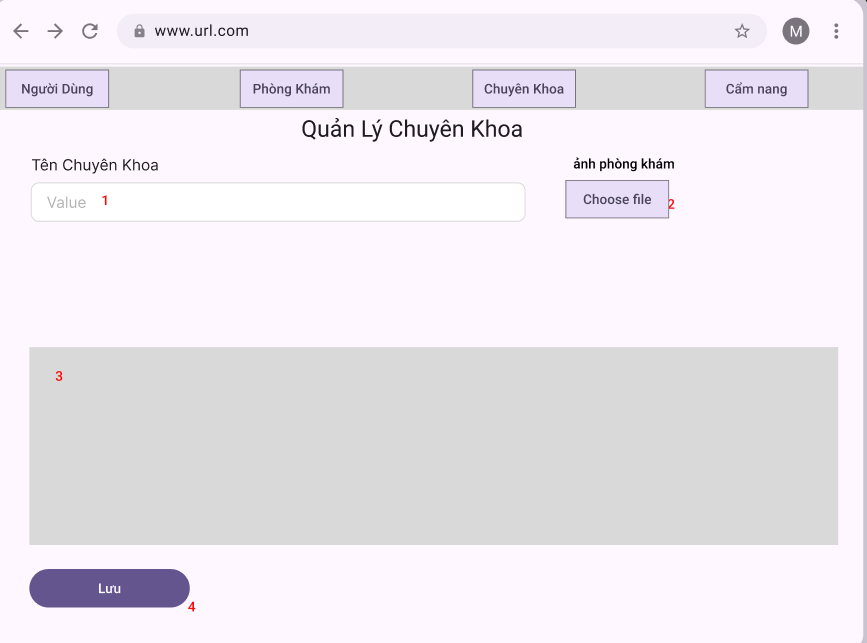 www.url.com
M
Người Dùng
Phòng Khám
Chuyên Khoa
Cẩm nang
Quản Lý Chuyên Khoa
Tên Chuyên Khoa
ảnh phòng khám
Value 1
Choose file 2
3
Lưu
4